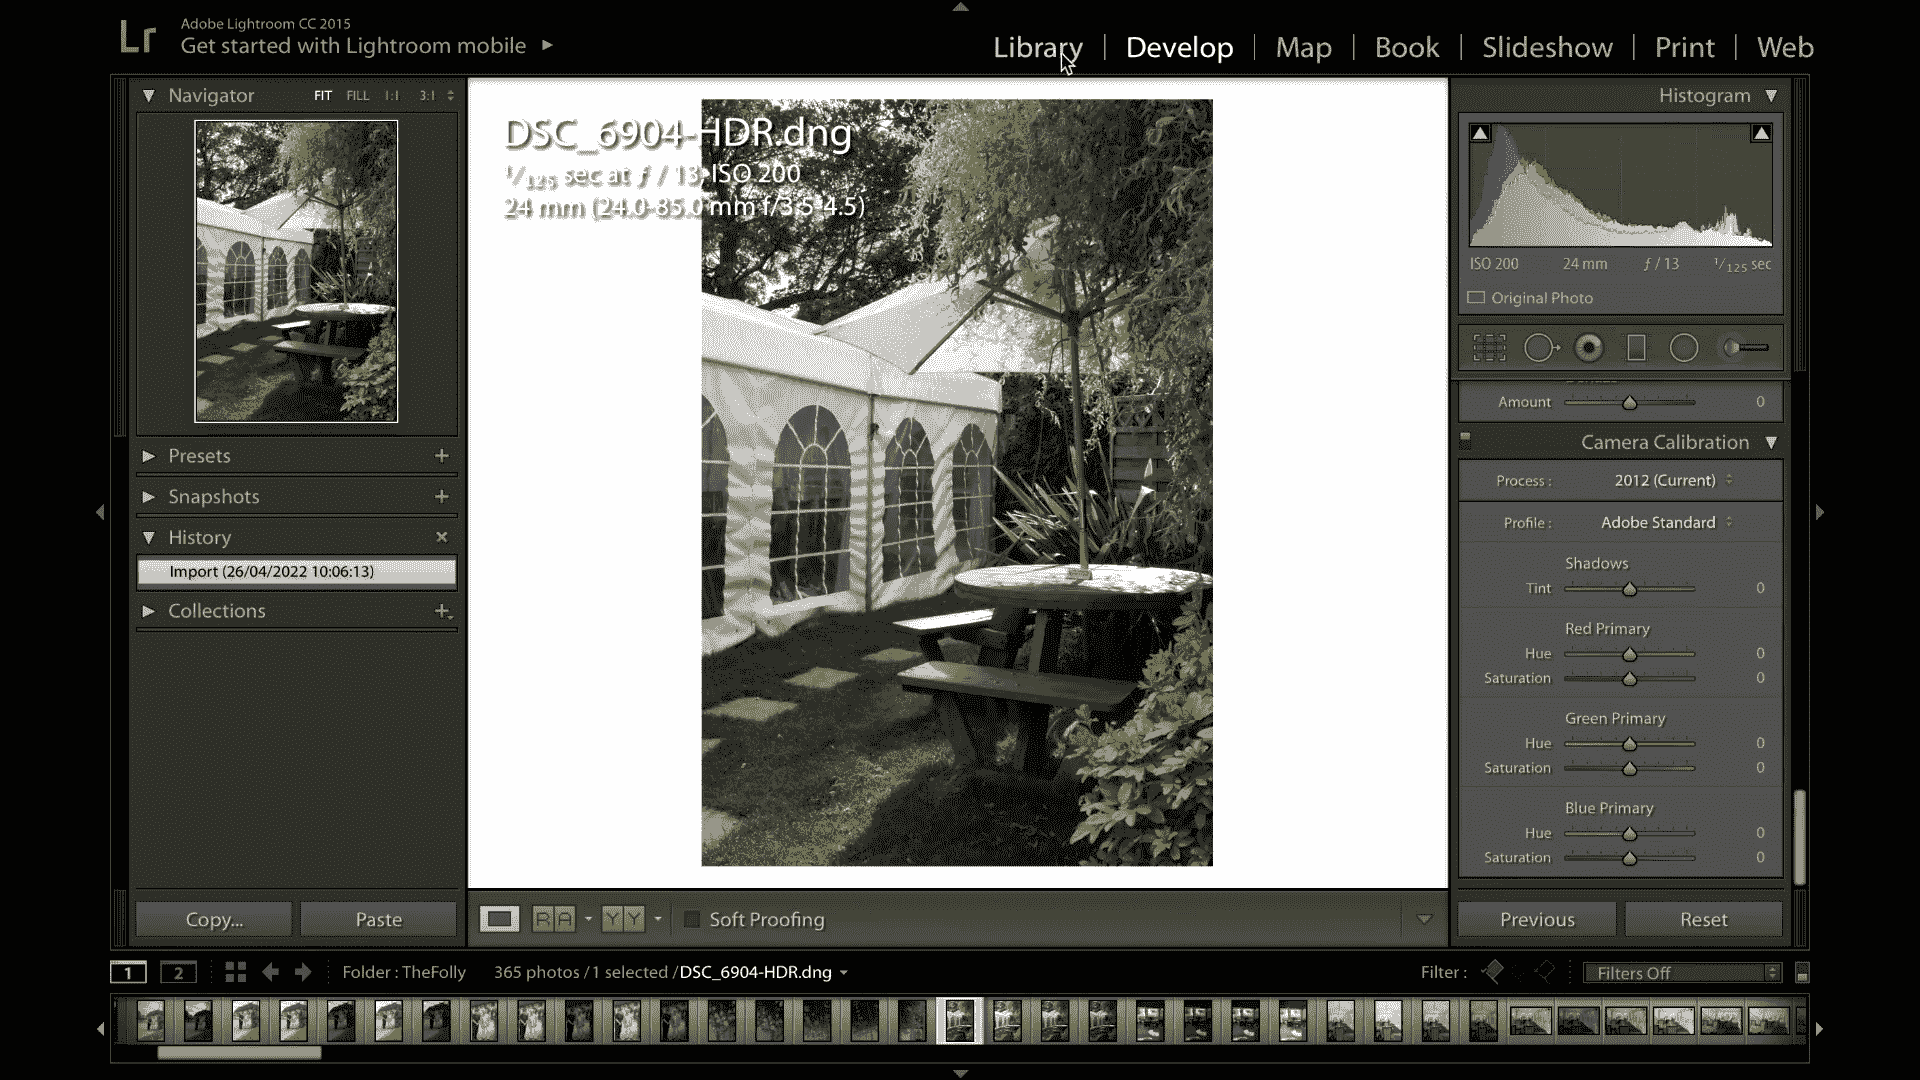 Lr
Adobe Lightroom CC 2015
Get started with Lightroom mobile
Library | Develop | Map | Book | Slideshow | Print | Web
Navigator FIT FILL 1:1 3:1
Presets
Snapshots
History
Import (26/04/2022 10:06:13)
Collections
Copy... Paste
DSC_6904-HDR.dng
1/125 sec at ƒ / 13, ISO 200
24 mm (24.0-85.0 mm f/3.5-4.5)
R A Y Y Soft Proofing
Histogram
ISO 200 24 mm ƒ / 13 1/125 sec
Original Photo
Amount 0
Camera Calibration
Process : 2012 (Current)
Profile : Adobe Standard
Shadows
Tint 0
Red Primary
Hue 0
Saturation 0
Green Primary
Hue 0
Saturation 0
Blue Primary
Hue 0
Saturation 0
Previous Reset
1 2 Folder : TheFolly 365 photos / 1 selected / DSC_6904-HDR.dng Filter : Filters Off